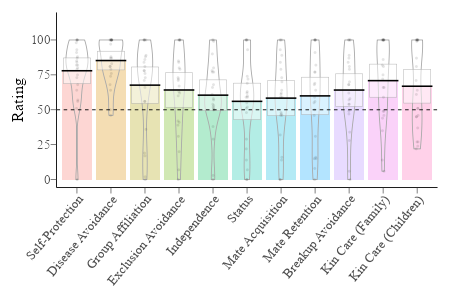 100
75
50
25
0
Rating
Self-Protection
Disease Avoidance
Group Affiliation
Exclusion Avoidance
Independence
Status
Mate Acquisition
Mate Retention
Breakup Avoidance
Kin Care (Family)
Kin Care (Children)